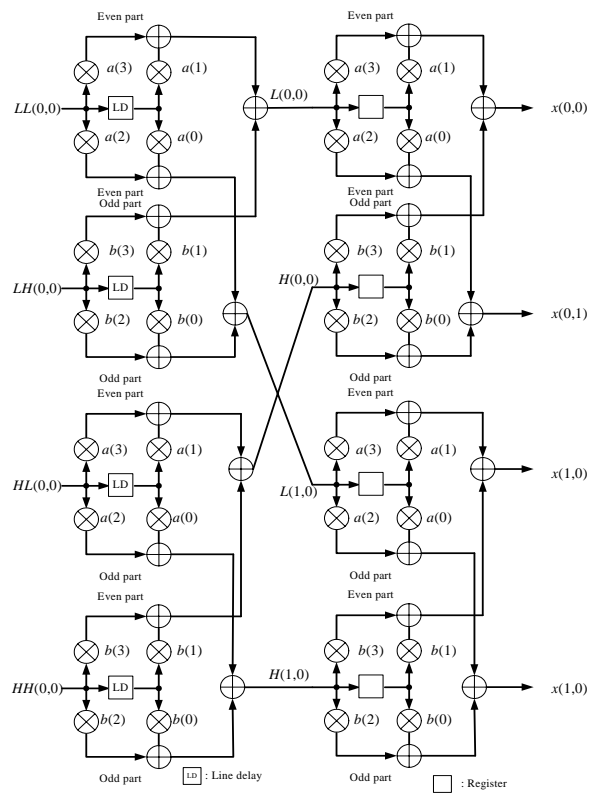 Even part
Even part
a(3)
a(1)
a(3)
a(1)
LL(0,0)
LD
L(0,0)
x(0,0)
a(2)
a(0)
a(2)
a(0)
Even part
Odd part
Even part
Odd part
b(3)
b(1)
b(3)
b(1)
LH(0,0)
LD
H(0,0)
b(2)
b(0)
b(2)
b(0)
x(0,1)
Odd part
Even part
Odd part
Even part
a(3)
a(1)
a(3)
a(1)
HL(0,0)
LD
L(1,0)
x(1,0)
a(2)
a(0)
a(2)
a(0)
Odd part
Even part
Odd part
Even part
b(3)
b(1)
b(3)
b(1)
HH(0,0)
LD
H(1,0)
x(1,0)
b(2)
b(0)
b(2)
b(0)
Odd part
Odd part
LD : Line delay
: Register